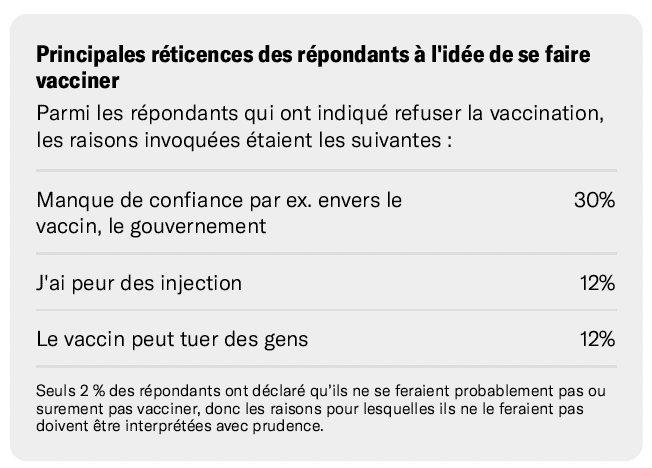 Principales réticences des répondants à l'idée de se faire
vacciner
Parmi les répondants qui ont indiqué refuser la vaccination,
les raisons invoquées étaient les suivantes :
Manque de confiance par ex. envers le
vaccin, le gouvernement
30%
J'ai peur des injection
12%
Le vaccin peut tuer des gens
12%
Seuls 2 % des répondants ont déclaré qu'ils ne se feraient probablement pas ou
surement pas vacciner, donc les raisons pour lesquelles ils ne le feraient pas
doivent être interprétées avec prudence.